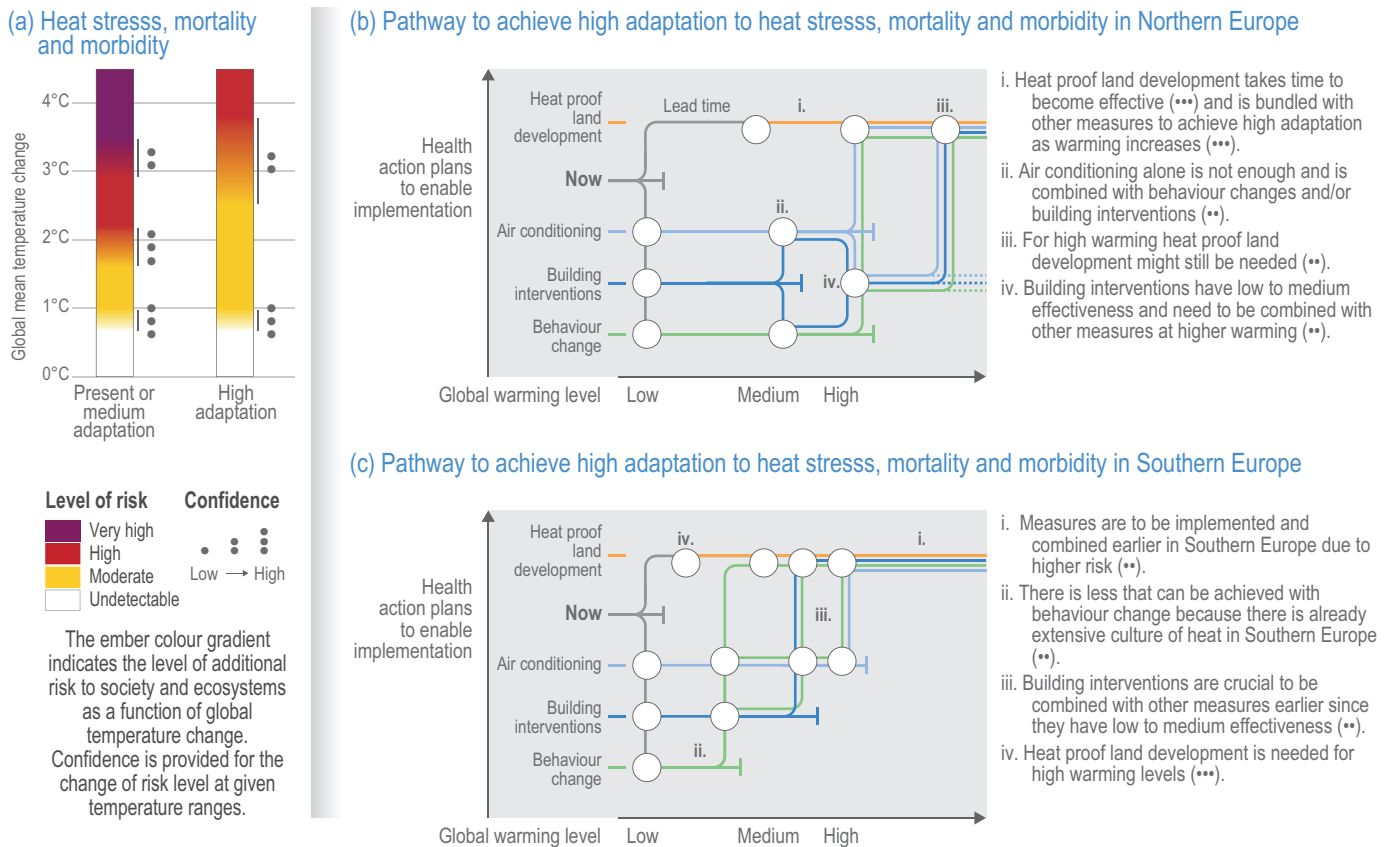 (a) Heat stresss, mortality
and morbidity
Global mean temperature change
4°C
3°C
2°C
1°C
0°C
Present or
medium
adaptation
High
adaptation
Level of risk
Very high
High
Moderate
Undetectable
Confidence
Low → High
The ember colour gradient
indicates the level of additional
risk to society and ecosystems
as a function of global
temperature change.
Confidence is provided for the
change of risk level at given
temperature ranges.
(b) Pathway to achieve high adaptation to heat stresss, mortality and morbidity in Northern Europe
Health
action plans
to enable
implementation
Heat proof
land
development
Now
Air conditioning
Building
interventions
Behaviour
change
Lead time
i.
iii.
ii.
iv.
Global warming level
Low
Medium
High
i. Heat proof land development takes time to
become effective (•••) and is bundled with
other measures to achieve high adaptation
as warming increases (•••).
ii. Air conditioning alone is not enough and is
combined with behaviour changes and/or
building interventions (••).
iii. For high warming heat proof land
development might still be needed (••).
iv. Building interventions have low to medium
effectiveness and need to be combined with
other measures at higher warming (••).
(c) Pathway to achieve high adaptation to heat stresss, mortality and morbidity in Southern Europe
Health
action plans
to enable
implementation
Heat proof
land
development
Now
Air conditioning
Building
interventions
Behaviour
change
iv.
i.
iii.
ii.
Global warming level
Low
Medium
High
i. Measures are to be implemented and
combined earlier in Southern Europe due to
higher risk (••).
ii. There is less that can be achieved with
behaviour change because there is already
extensive culture of heat in Southern Europe
(••).
iii. Building interventions are crucial to be
combined with other measures earlier since
they have low to medium effectiveness (••).
iv. Heat proof land development is needed for
high warming levels (•••).